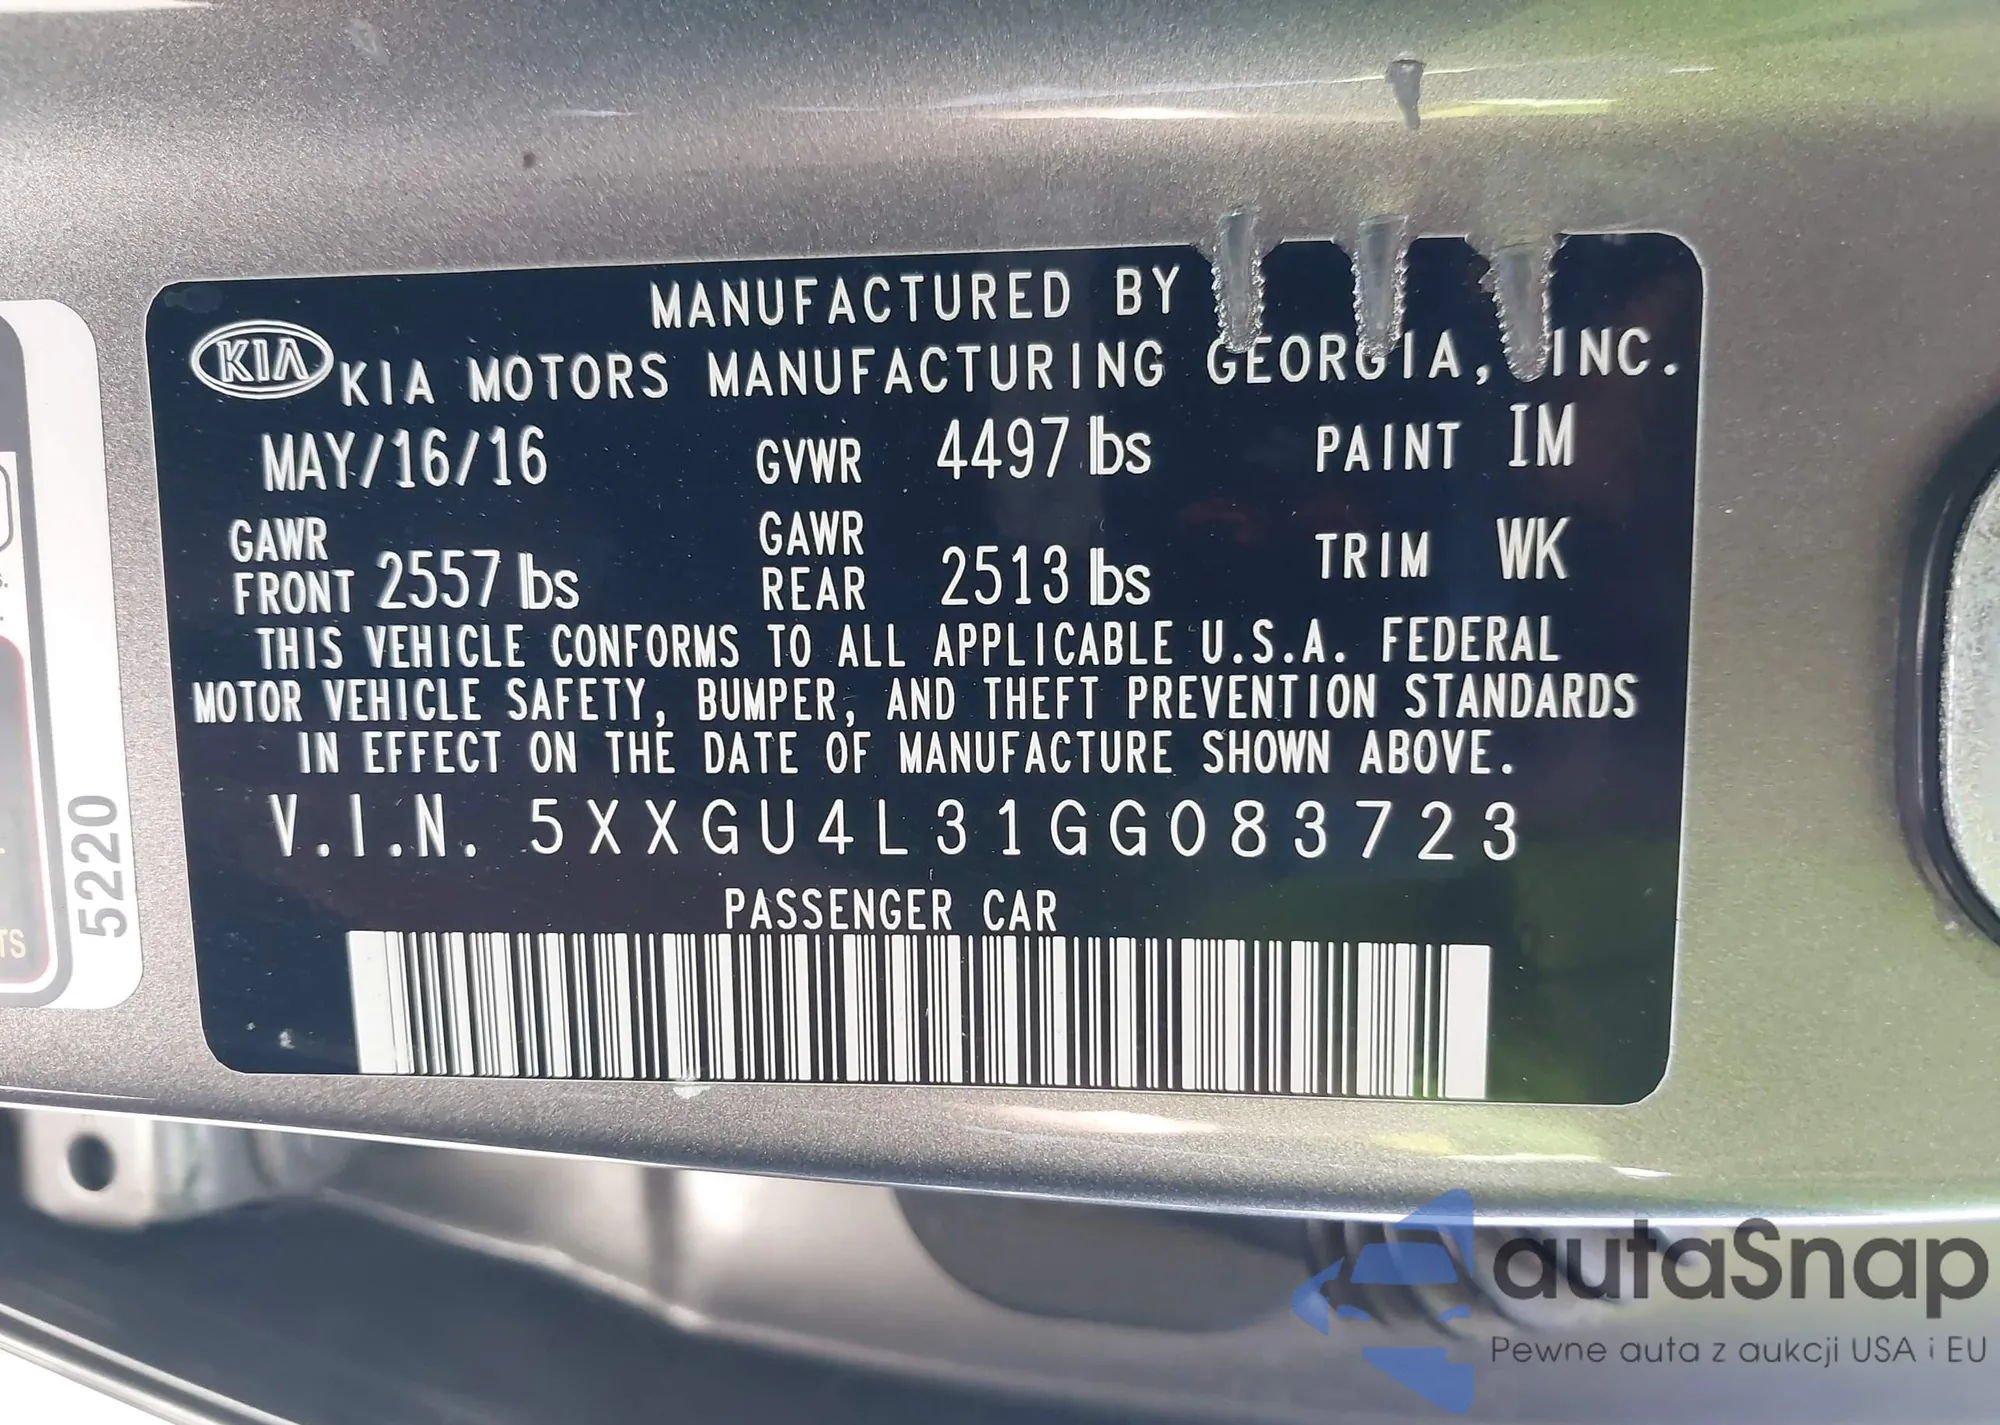 MANUFACTURED BY
KIA KIA MOTORS MANUFACTURING GEORGIA, INC.
MAY/16/16 GVWR 4497 lbs PAINT IM
GAWR FRONT 2557 lbs GAWR REAR 2513 lbs TRIM WK
THIS VEHICLE CONFORMS TO ALL APPLICABLE U.S.A. FEDERAL
MOTOR VEHICLE SAFETY, BUMPER, AND THEFT PREVENTION STANDARDS
IN EFFECT ON THE DATE OF MANUFACTURE SHOWN ABOVE.
V.I.N. 5XXGU4L31GG083723
PASSENGER CAR
5220
TS
autaSnap
Pewne auta z aukcji USA i EU